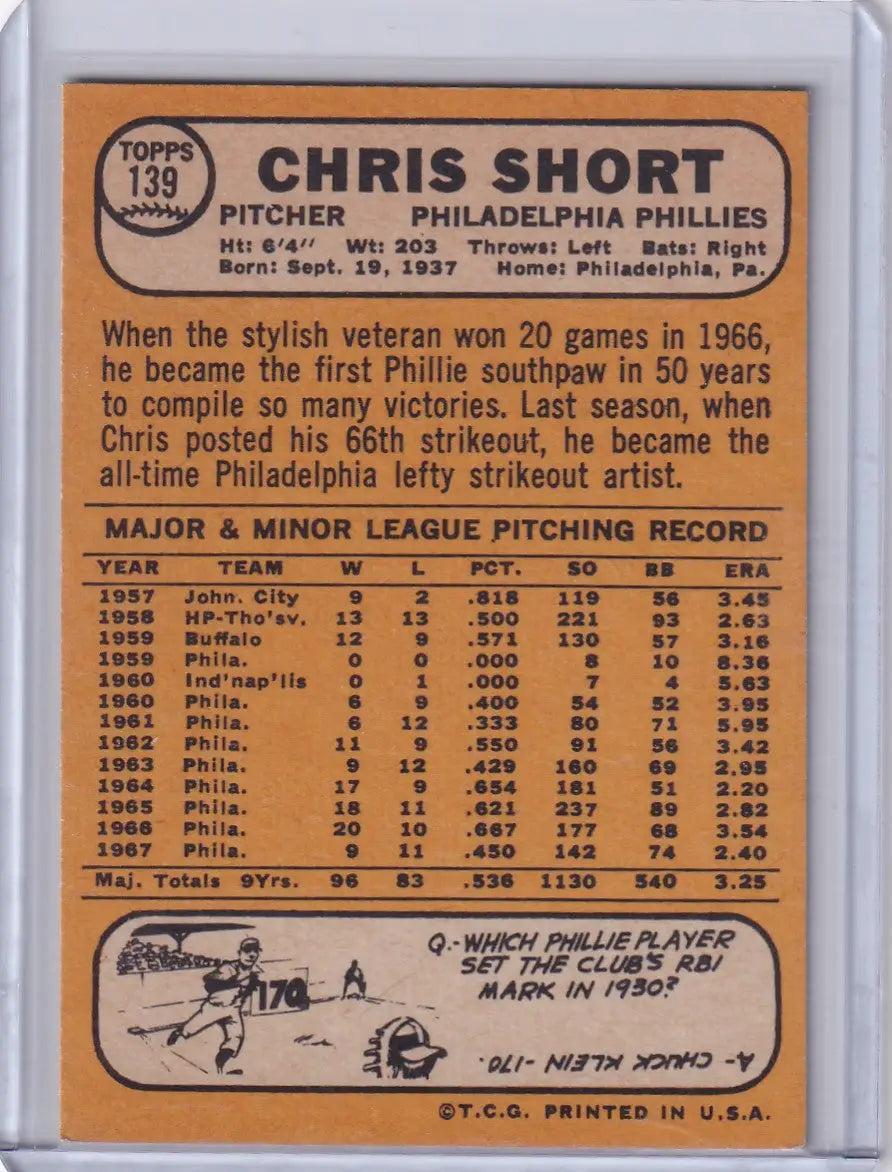 TOPPS
139
CHRIS SHORT
PITCHER PHILADELPHIA PHILLIES
Ht: 6'4" Wt: 203 Throws: Left Bats: Right
Born: Sept. 19, 1937 Home: Philadelphia, Pa.
When the stylish veteran won 20 games in 1966,
he became the first Phillie southpaw in 50 years
to compile so many victories. Last season, when
Chris posted his 66th strikeout, he became the
all-time Philadelphia lefty strikeout artist.
MAJOR & MINOR LEAGUE PITCHING RECORD
YEAR TEAM W L PCT. SO BB ERA
1957 John. City 9 2 .818 119 56 3.45
1958 HP-Tho'sv. 13 13 .500 221 93 2.63
1959 Buffalo 12 9 .571 130 57 3.16
1959 Phila. 0 0 .000 8 10 8.36
1960 Ind'nap'lis 0 1 .000 7 4 5.63
1960 Phila. 6 9 .400 54 52 3.95
1961 Phila. 6 12 .333 80 71 5.95
1962 Phila. 11 9 .550 91 56 3.42
1963 Phila. 9 12 .429 160 69 2.95
1964 Phila. 17 9 .654 181 51 2.20
1965 Phila. 18 11 .621 237 89 2.82
1966 Phila. 20 10 .667 177 68 3.54
1967 Phila. 9 11 .450 142 74 2.40
Maj. Totals 9Yrs. 96 83 .536 1130 540 3.25
170
Q.-WHICH PHILLIE PLAYER
SET THE CLUB'S RBI
MARK IN 1930?
A- CHUCK KLEIN-170.
©T.C.G. PRINTED IN U.S.A.